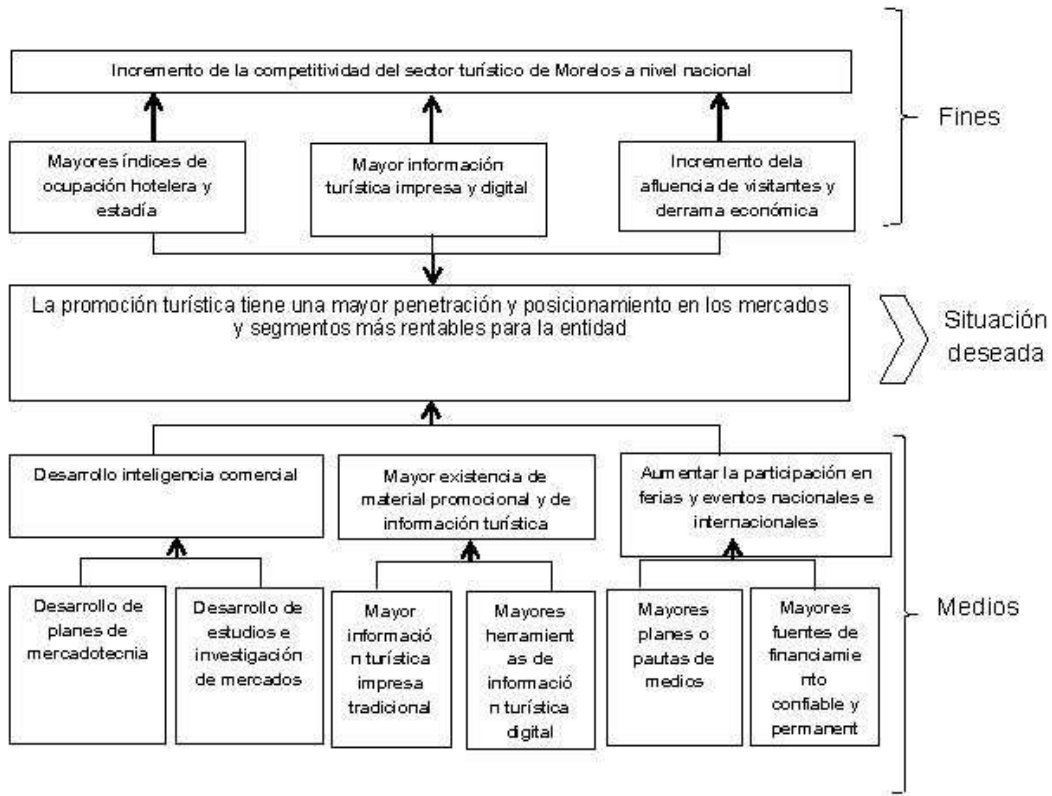 Incremento de la competitividad del sector turístico de Morelos a nivel nacional
Fines
Mayores índices de
ocupación hotelera y
estadía
Mayor información
turística impresa y digital
Incremento dela
afluencia de visitantes y
derrama económica
La promoción turística tiene una mayor penetración y posicionamiento en los mercados
y segmentos más rentables para la entidad
Situación
deseada
Desarrollo inteligencia comercial
Mayor existencia de
material promocional y de
información turística
Aumentar la participación en
ferias y eventos nacionales e
internacionales
Medios
Desarrollo de
planes de
mercadotecnia
Desarrollo de
estudios e
investigación
de mercados
Mayor
informació
n turística
impresa
tradicional
Mayores
herramient
as de
informació
n turística
digital
Mayores
planes o
pautas de
medios
Mayores
fuentes de
financiamie
nto
confiable y
permanent